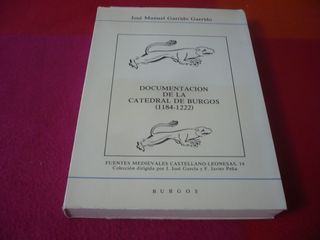 José Manuel Garrido Garrido
DOCUMENTACION
DE LA
CATEDRAL DE BURGOS
(1184-1222)
FUENTES MEDIEVALES CASTELLANO-LEONESAS, 14
Colección dirigida por J. José García y F. Javier Peña
BURGOS